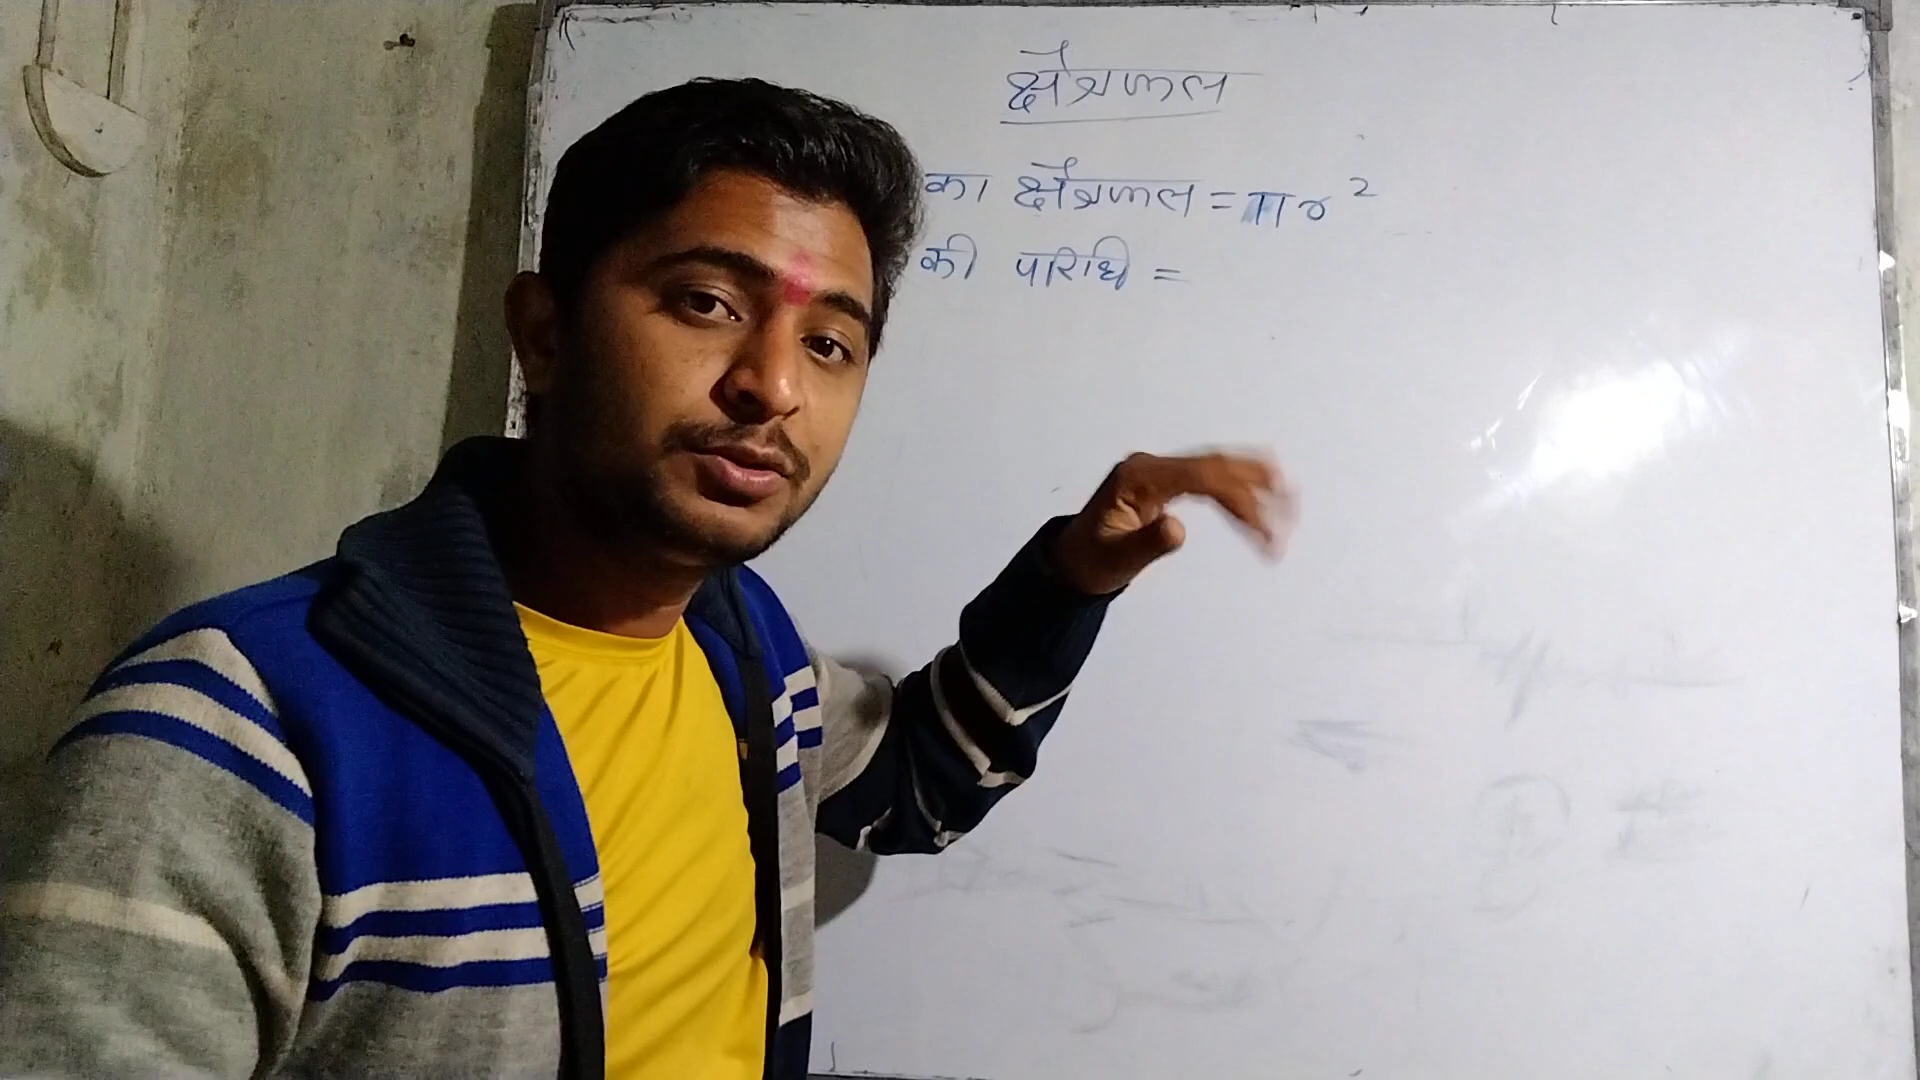 क्षेत्रफल
का क्षेत्रफल = πr²
की परिधि =